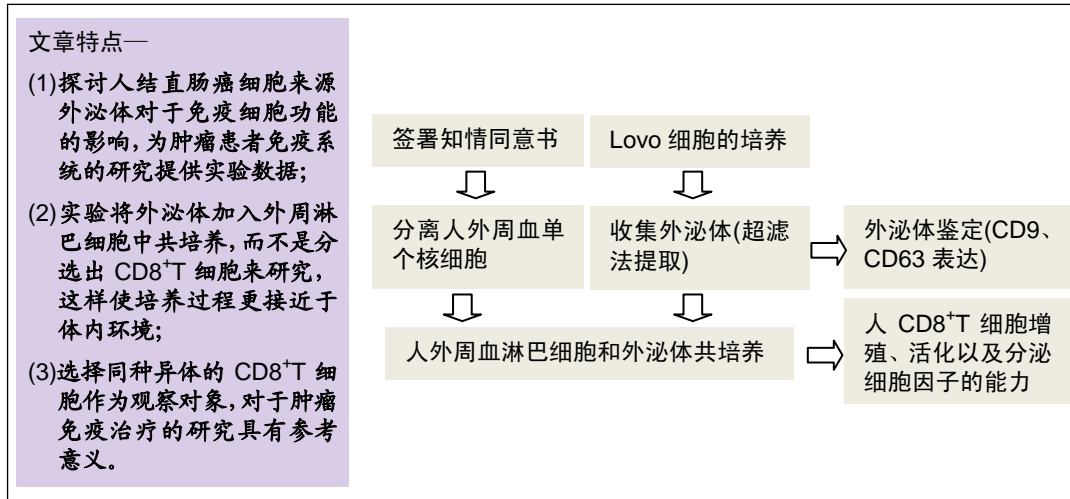 文章特点—
(1)探讨人结直肠癌细胞来源
外泌体对于免疫细胞功能
的影响,为肿瘤患者免疫系
统的研究提供实验数据;
(2)实验将外泌体加入外周淋
巴细胞中共培养,而不是分
选出 CD8⁺T 细胞来研究,
这样使培养过程更接近于
体内环境;
(3)选择同种异体的 CD8⁺T 细
胞作为观察对象,对于肿瘤
免疫治疗的研究具有参考
意义。
签署知情同意书
Lovo 细胞的培养
分离人外周血单
个核细胞
收集外泌体(超滤
法提取)
外泌体鉴定(CD9、
CD63 表达)
人外周血淋巴细胞和外泌体共培养
人 CD8⁺T 细胞增
殖、活化以及分泌
细胞因子的能力